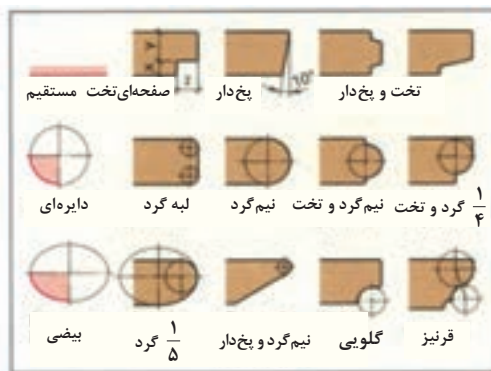 y
x
z
10°
تخت و پخ‌دار پخ‌دار صفحه‌ای‌تخت مستقیم
۱/۴ گرد و تخت نیم‌گرد و تخت نیم‌گرد لبه گرد دایره‌ای
قرنیز گلویی نیم‌گرد و پخ‌دار ۱/۵ گرد بیضی